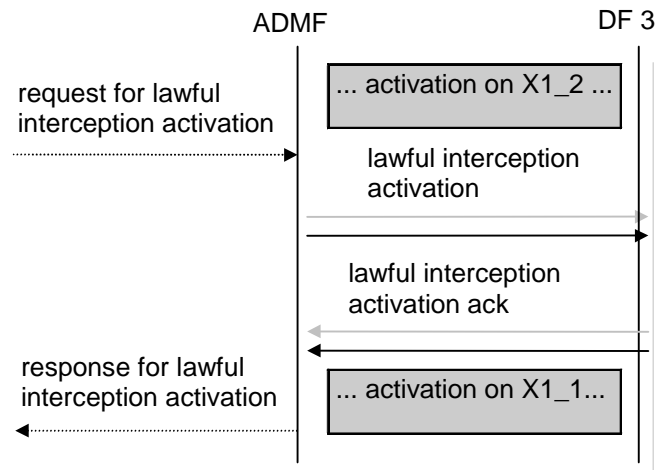 ADMF
DF 3
... activation on X1_2 ...
request for lawful
interception activation
lawful interception
activation
lawful interception
activation ack
response for lawful
interception activation
... activation on X1_1...